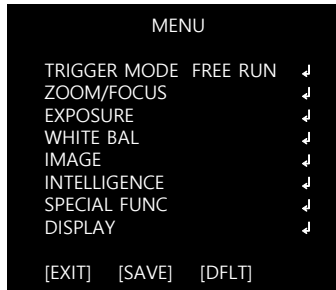 MENU
TRIGGER MODE FREE RUN ↲
ZOOM/FOCUS ↲
EXPOSURE ↲
WHITE BAL ↲
IMAGE ↲
INTELLIGENCE ↲
SPECIAL FUNC ↲
DISPLAY ↲
[EXIT] [SAVE] [DFLT]